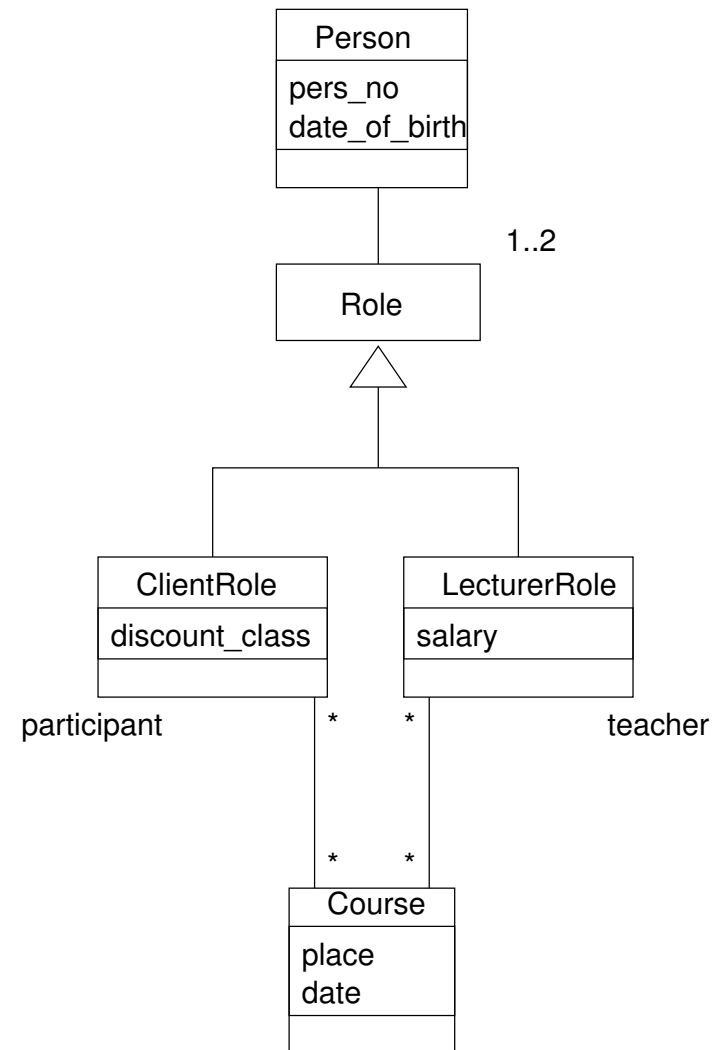 Person
pers_no
date_of_birth
1..2
Role
ClientRole
LecturerRole
discount_class
salary
participant
*
*
teacher
*
*
Course
place
date